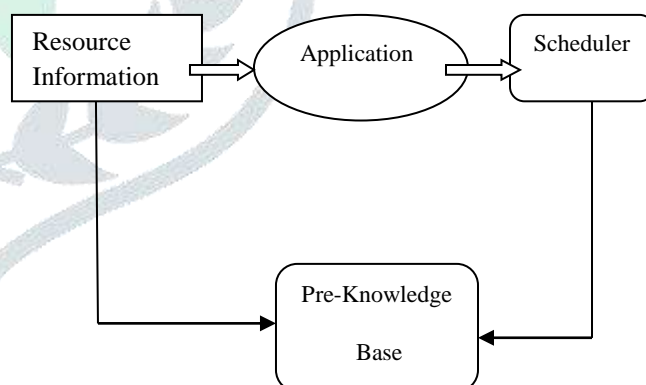 Resource
Information
Application
Scheduler
Pre-Knowledge
Base